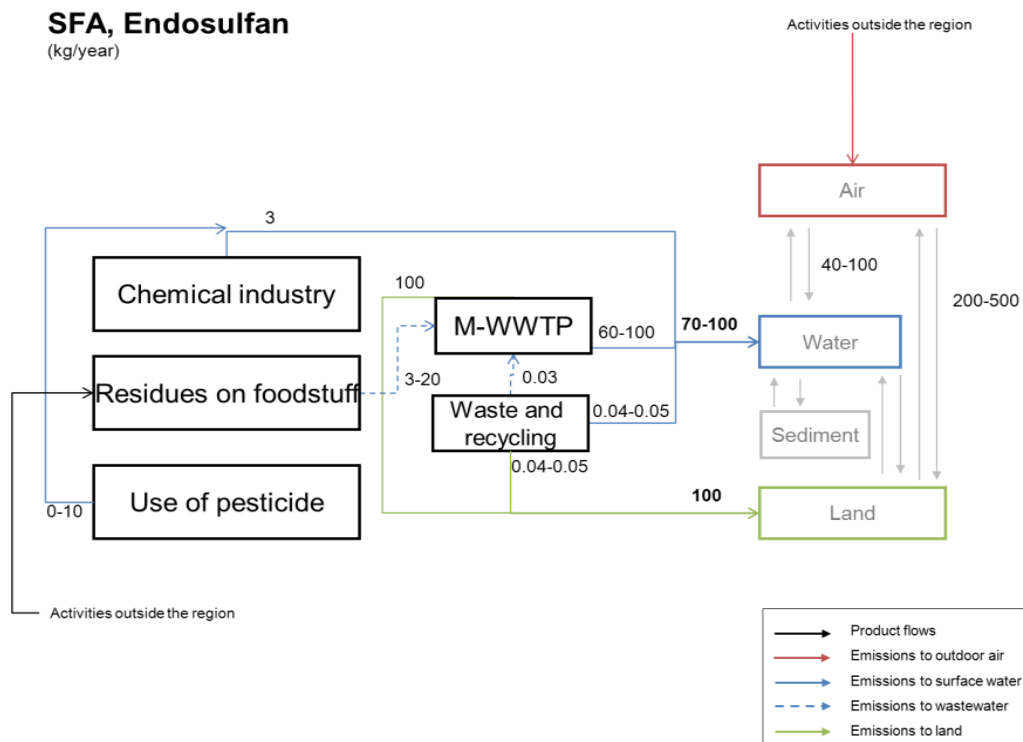 SFA, Endosulfan
(kg/year)
Activities outside the region
Air
3
40-100
200-500
Chemical industry
100
M-WWTP
60-100
70-100
Water
Residues on foodstuff
3-20
0.03
Waste and
recycling
0.04-0.05
Sediment
0.04-0.05
Use of pesticide
0-10
100
Land
Activities outside the region
Product flows
Emissions to outdoor air
Emissions to surface water
Emissions to wastewater
Emissions to land